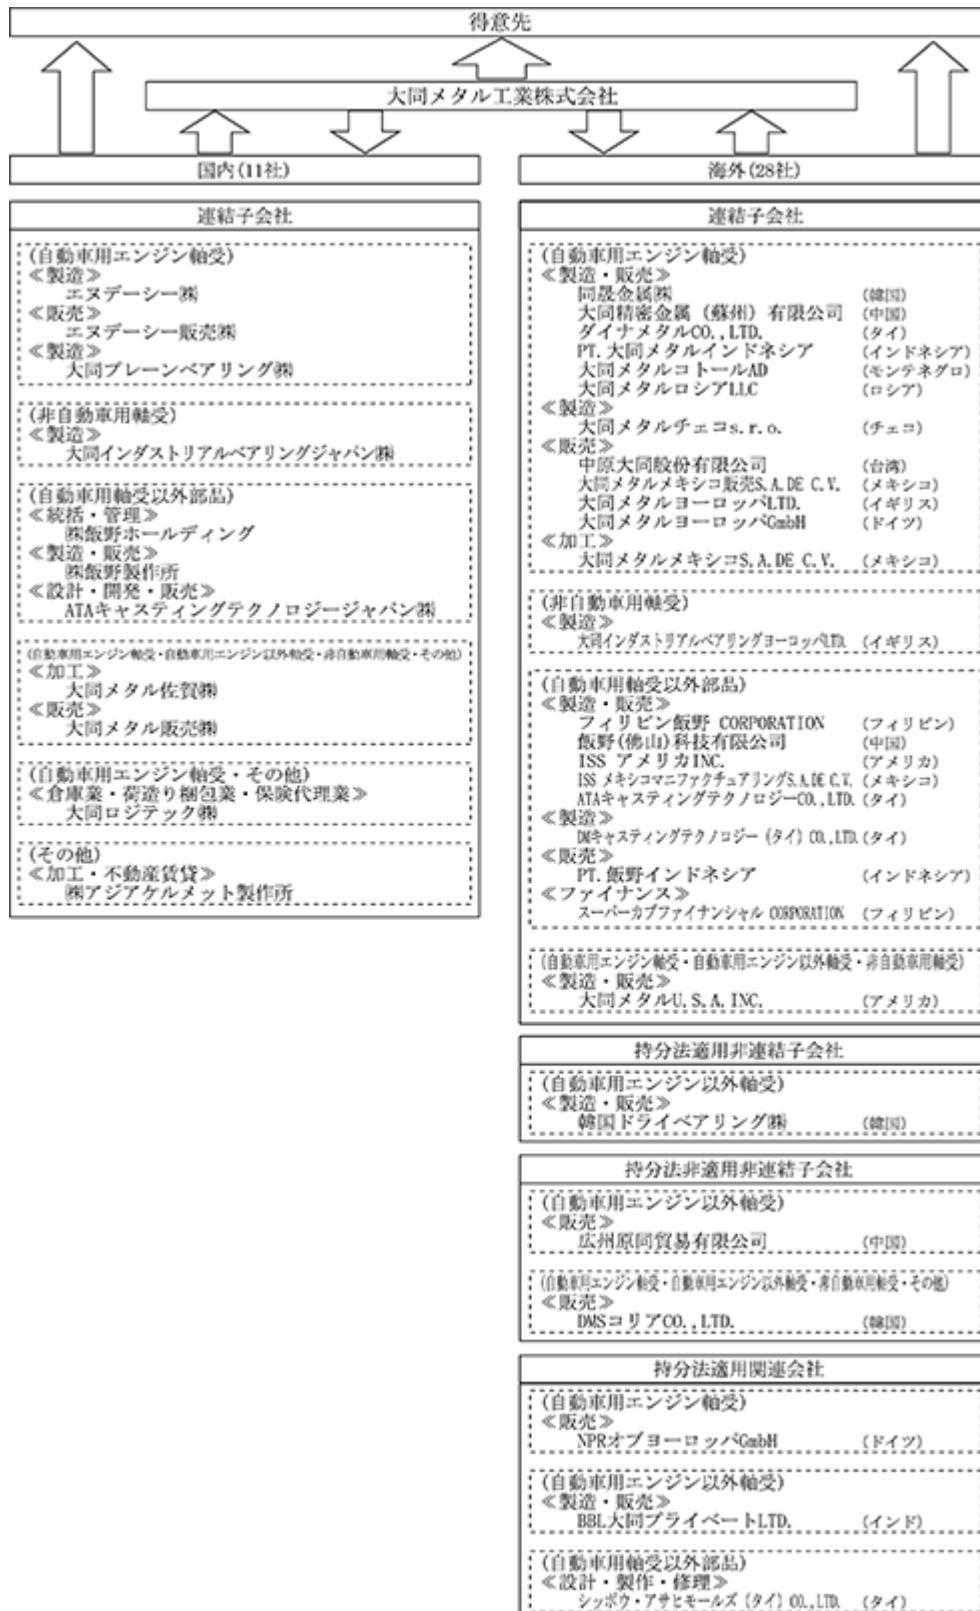 得意先
大同メタル工業株式会社
国内(11社)
連結子会社
(自動車用エンジン軸受)
≪製造≫
エヌデーシー㈱
≪販売≫
エヌデーシー販売㈱
≪製造≫
大同プレーンベアリング㈱
(非自動車用軸受)
≪製造≫
大同インダストリアルベアリングジャパン㈱
(自動車用軸受以外部品)
≪統括・管理≫
㈱飯野ホールディング
≪製造・販売≫
㈱飯野製作所
≪設計・開発・販売≫
ATAキャスティングテクノロジージャパン㈱
(自動車用エンジン軸受・自動車用エンジン以外軸受・非自動車用軸受・その他)
≪加工≫
大同メタル佐賀㈱
≪販売≫
大同メタル販売㈱
(自動車用エンジン軸受・その他)
≪倉庫業・荷造り梱包業・保険代理業≫
大同ロジテック㈱
(その他)
≪加工・不動産賃貸≫
㈱アジアケルメット製作所
海外(28社)
連結子会社
(自動車用エンジン軸受)
≪製造・販売≫
同晟金属㈱ (韓国)
大同精密金属（蘇州）有限公司 (中国)
ダイナメタルCO.,LTD. (タイ)
PT.大同メタルインドネシア (インドネシア)
大同メタルコトールAD (モンテネグロ)
大同メタルロシアLLC (ロシア)
≪製造≫
大同メタルチェコs.r.o. (チェコ)
≪販売≫
中原大同股份有限公司 (台湾)
大同メタルメキシコ販売S.A.DE C.V. (メキシコ)
大同メタルヨーロッパLTD. (イギリス)
大同メタルヨーロッパGmbH (ドイツ)
≪加工≫
大同メタルメキシコS.A.DE C.V. (メキシコ)
(非自動車用軸受)
≪製造≫
大同インダストリアルベアリングヨーロッパLTD. (イギリス)
(自動車用軸受以外部品)
≪製造・販売≫
フィリピン飯野 CORPORATION (フィリピン)
飯野(佛山)科技有限公司 (中国)
ISS アメリカINC. (アメリカ)
ISS メキシコマニファクチュアリングS.A.DE C.V. (メキシコ)
ATAキャスティングテクノロジーCO.,LTD. (タイ)
≪製造≫
DMキャスティングテクノロジー（タイ）CO.,LTD. (タイ)
≪販売≫
PT.飯野インドネシア (インドネシア)
≪ファイナンス≫
スーパーカブファイナンシャル CORPORATION (フィリピン)
(自動車用エンジン軸受・自動車用エンジン以外軸受・非自動車用軸受)
≪製造・販売≫
大同メタルU.S.A.INC. (アメリカ)
持分法適用非連結子会社
(自動車用エンジン以外軸受)
≪製造・販売≫
韓国ドライベアリング㈱ (韓国)
持分法非適用非連結子会社
(自動車用エンジン以外軸受)
≪販売≫
広州原同貿易有限公司 (中国)
(自動車用エンジン軸受・自動車用エンジン以外軸受・非自動車用軸受・その他)
≪販売≫
DMSコリアCO.,LTD. (韓国)
持分法適用関連会社
(自動車用エンジン軸受)
≪販売≫
NPRオブヨーロッパGmbH (ドイツ)
(自動車用エンジン以外軸受)
≪製造・販売≫
BBL大同プライベートLTD. (インド)
(自動車用軸受以外部品)
≪設計・製作・修理≫
シッポウ・アサヒモールズ（タイ）CO.,LTD. (タイ)